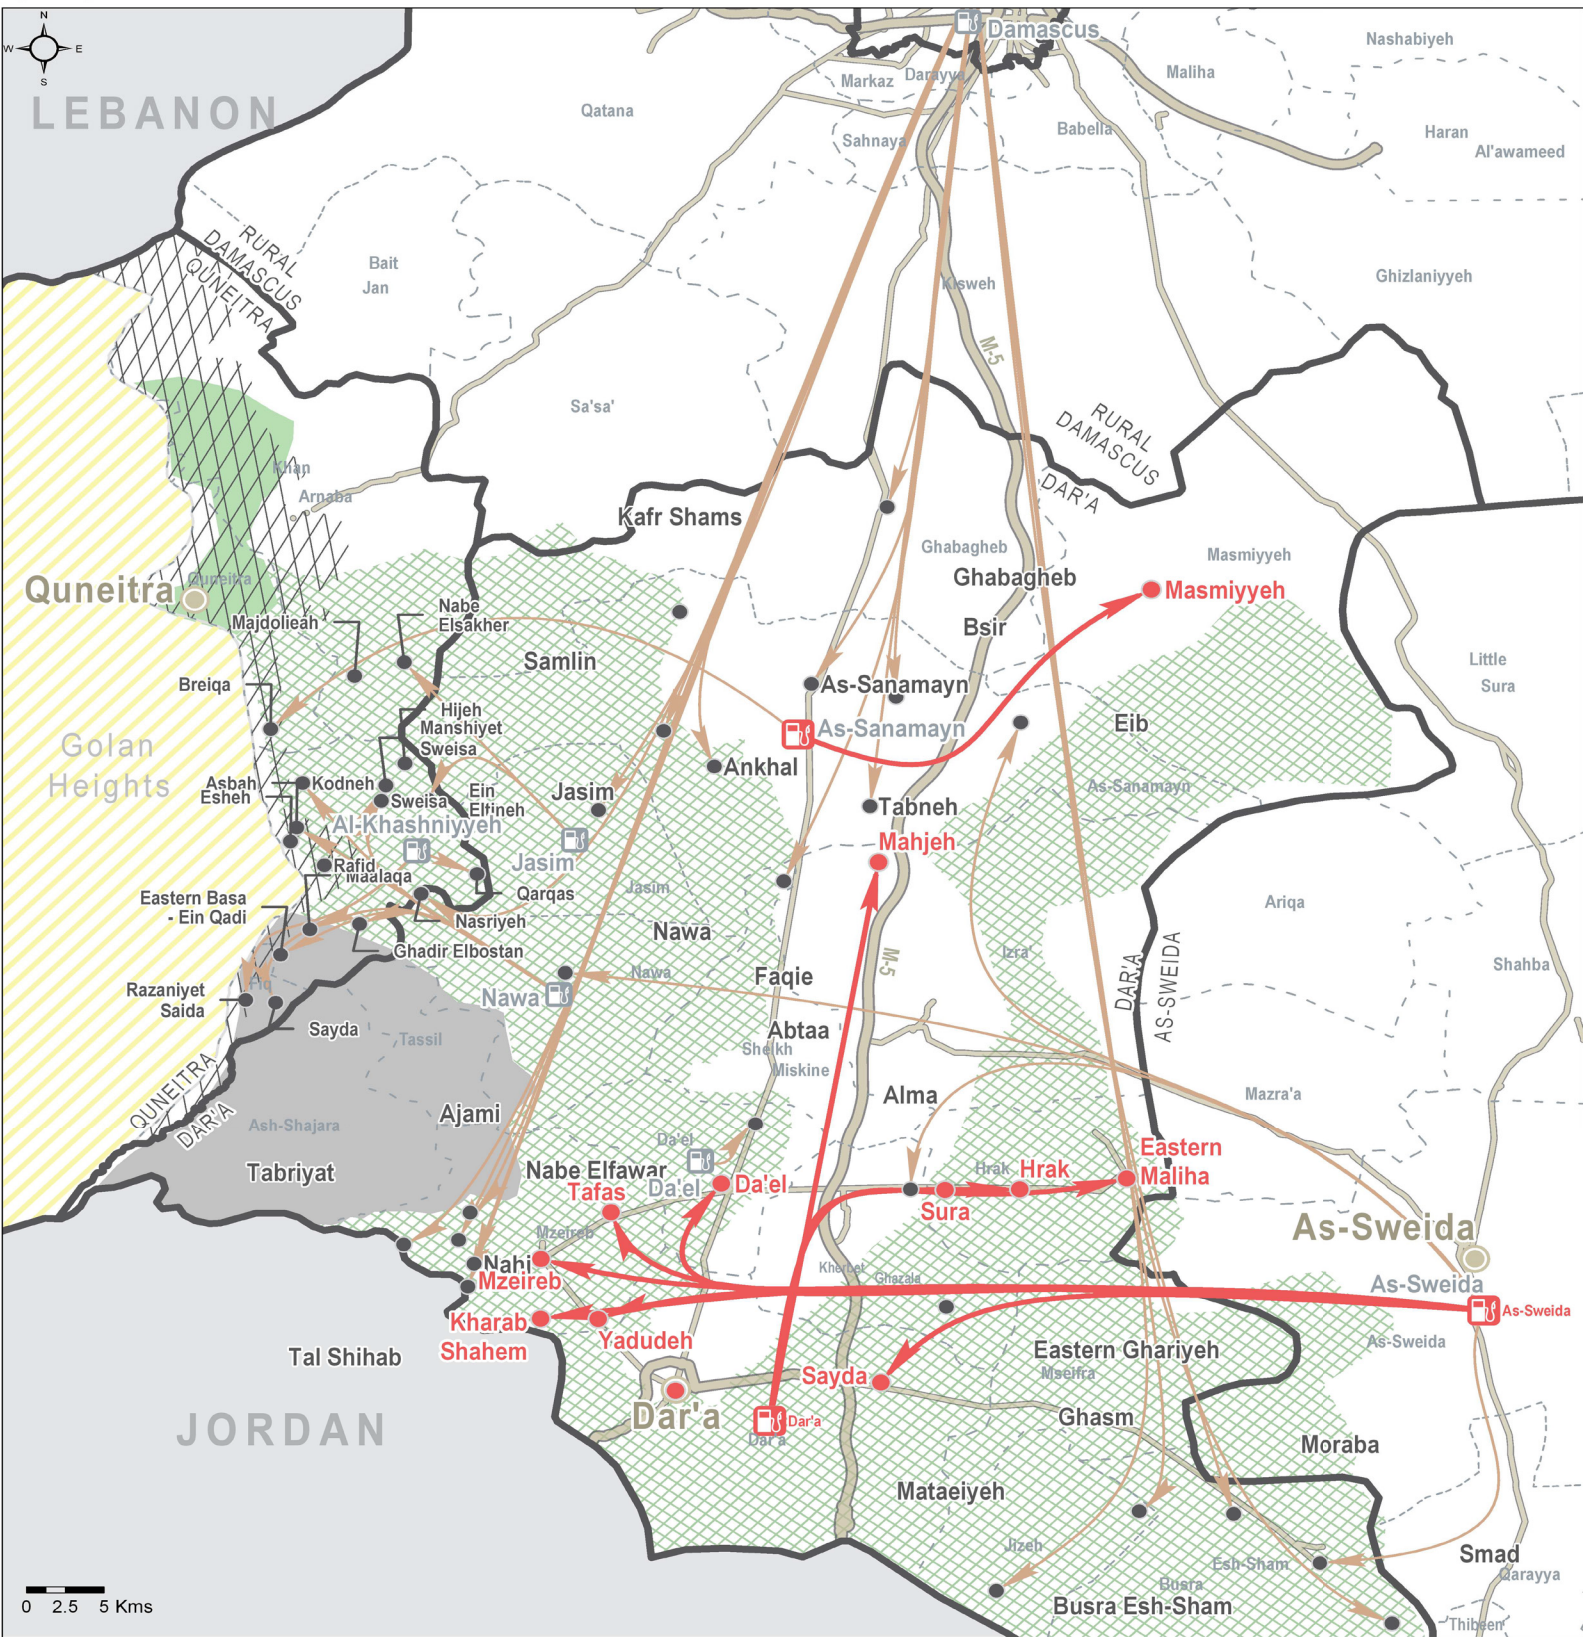 N
W
E
S
LEBANON
Damascus
Nashabiyeh
Maliha
Markaz
Darayya
Qatana
Sahnaya
Babella
Haran
Al'awameed
RURAL
DAMASCUS
QUNEITRA
Bait
Jan
Kisweh
Ghizlaniyyeh
M-5
Sa'sa'
RURAL
DAMASCUS
DAR'A
Khan
Arnaba
Kafr Shams
Ghabagheb
Ghabagheb
Masmiyyeh
Masmiyyeh
Quneitra
Quneitra
Nabe
Elsakher
Majdolieah
Bsir
Samlin
Little
Sura
Breiqa
As-Sanamayn
As-Sanamayn
Hijeh
Manshiyet
Sweisa
Eib
Golan
Heights
Ankhal
Asbah
Esheh
Kodneh
Sweisa
Ein
Eltineh
Jasim
As-Sanamayn
Tabneh
Al-Khashniyyeh
Mahjeh
Jasim
Rafid
Maalaqa
Qarqas
Jasim
Eastern Basa
- Ein Qadi
Nasriyeh
Ariqa
Nawa
Ghadir Elbostan
Izra'
DAR'A
AS-SWEIDA
M-5
Shahba
Nawa
Faqie
Razaniyet
Saida
Fiq
Nawa
Sayda
Tassil
Abtaa
Sheikh
Miskine
QUNEITRA
DAR'A
Ajami
Alma
Mazra'a
Ash-Shajara
Da'el
Eastern
Maliha
Tabriyat
Nabe Elfawar
Hrak
Hrak
Tafas
Da'el
Da'el
Sura
Mzeireb
As-Sweida
Nahj
Mzeireb
Kherbet
Ghazala
As-Sweida
Kharab
Shahem
Yadudeh
As-Sweida
As-Sweida
Tal Shihab
Eastern Ghariyeh
Sayda
Mseifra
JORDAN
Dar'a
Dar'a
Dar'a
Ghasm
Moraba
Mataeiyeh
Jizeh
Esh-Sham
Busra
Smad
Qarayya
Busra Esh-Sham
Thibeen
0 2.5 5 Kms